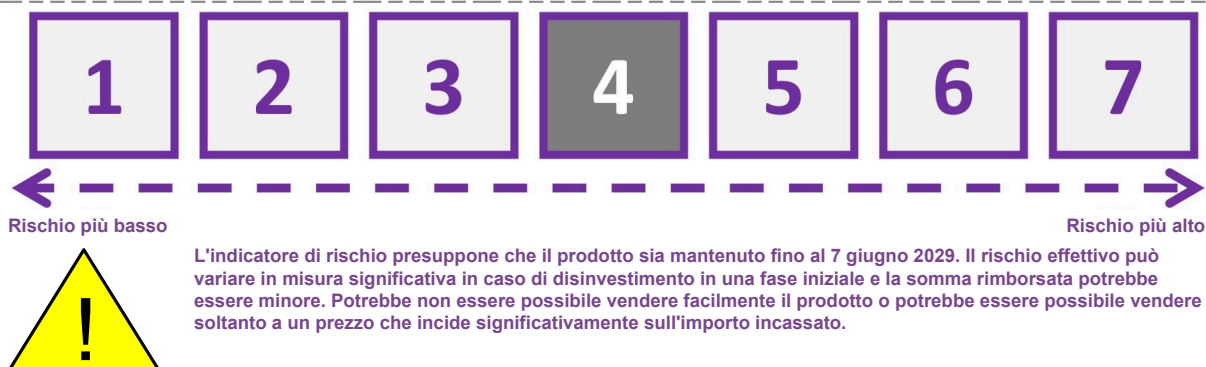 1 2 3 4 5 6 7
Rischio più basso Rischio più alto
L'indicatore di rischio presuppone che il prodotto sia mantenuto fino al 7 giugno 2029. Il rischio effettivo può
variare in misura significativa in caso di disinvestimento in una fase iniziale e la somma rimborsata potrebbe
essere minore. Potrebbe non essere possibile vendere facilmente il prodotto o potrebbe essere possibile vendere
soltanto a un prezzo che incide significativamente sull'importo incassato.
!